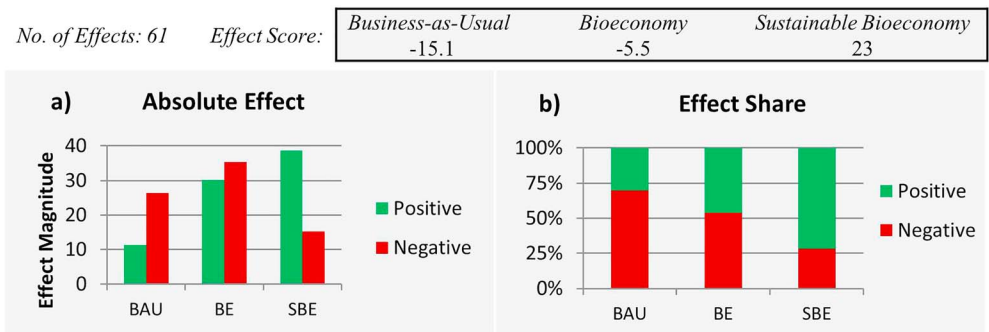 No. of Effects: 61 Effect Score:
Business-as-Usual Bioeconomy Sustainable Bioeconomy
-15.1 -5.5 23
a) Absolute Effect
Effect Magnitude
40
30
20
10
0
BAU BE SBE
Positive
Negative
b) Effect Share
100%
75%
50%
25%
0%
BAU BE SBE
Positive
Negative